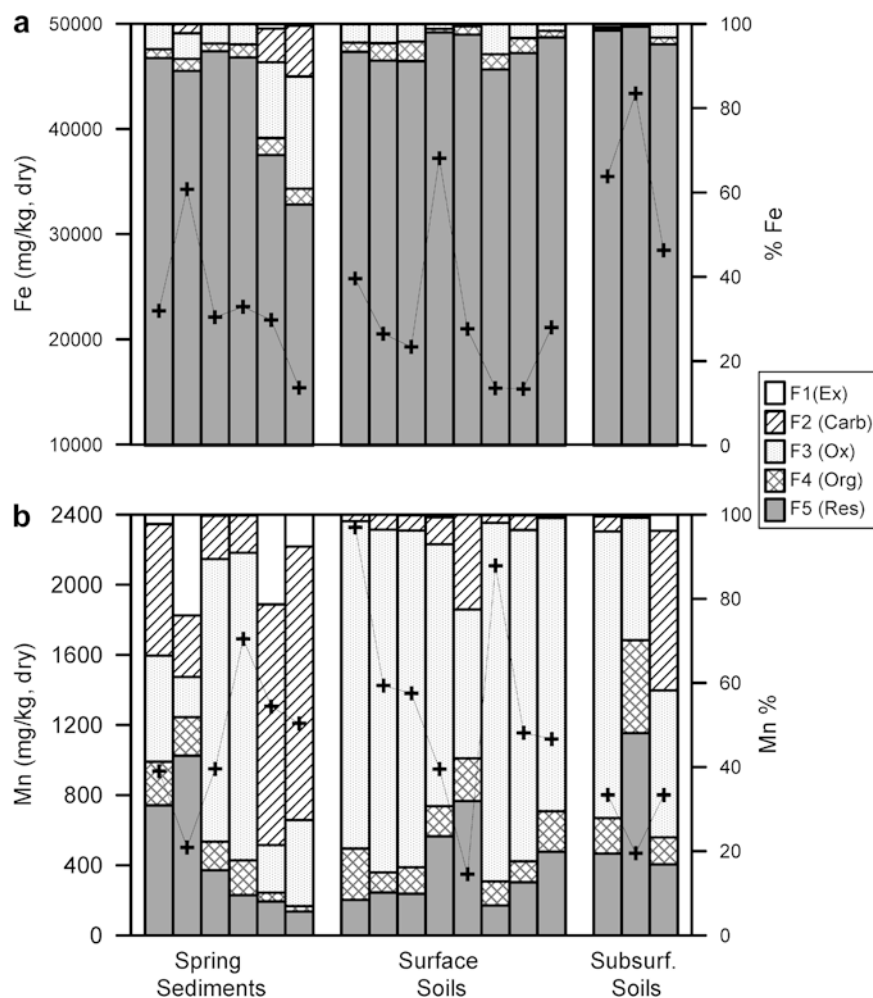 a
50000
40000
30000
20000
10000
Fe (mg/kg, dry)
100
80
60
40
20
0
% Fe
F1(Ex)
F2 (Carb)
F3 (Ox)
F4 (Org)
F5 (Res)
b
2400
2000
1600
1200
800
400
0
Mn (mg/kg, dry)
100
80
60
40
20
0
Mn %
Spring
Sediments
Surface
Soils
Subsurf.
Soils